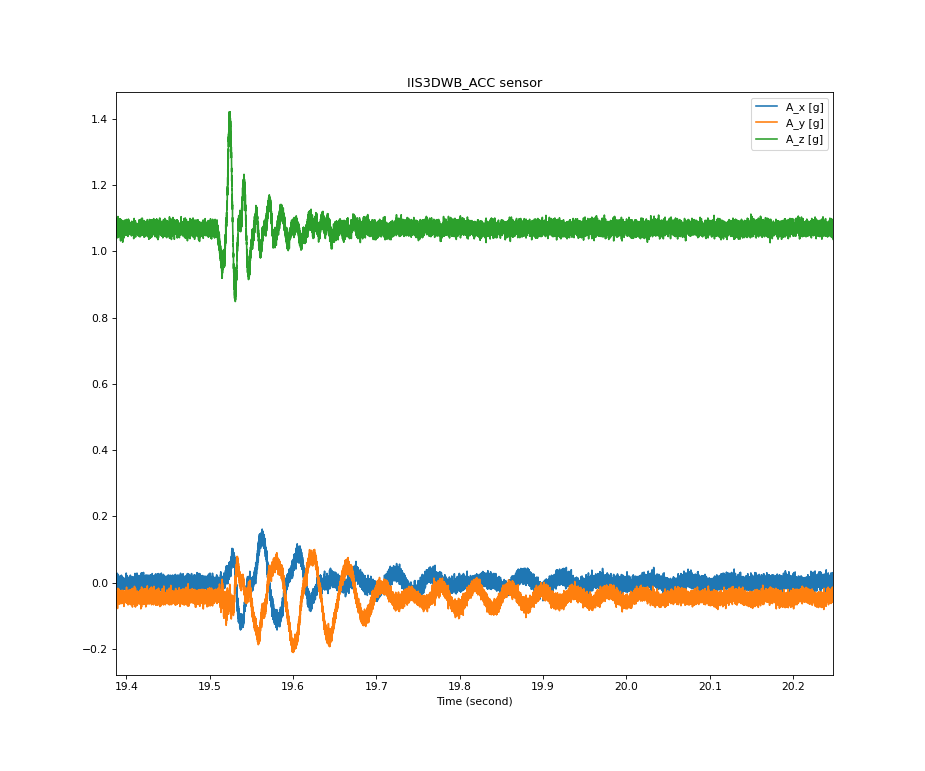 IIS3DWB_ACC sensor
A_x [g]
A_y [g]
A_z [g]
1.4
1.2
1.0
0.8
0.6
0.4
0.2
0.0
−0.2
19.4 19.5 19.6 19.7 19.8 19.9 20.0 20.1 20.2
Time (second)